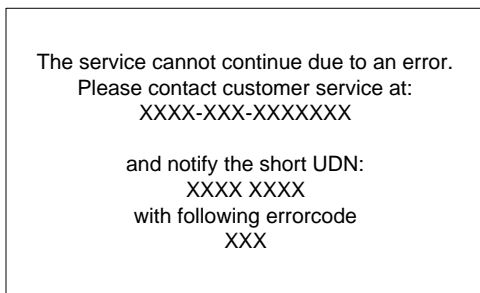 The service cannot continue due to an error.
Please contact customer service at:
XXXX-XXX-XXXXXXX
and notify the short UDN:
XXXX XXXX
with following errorcode
XXX